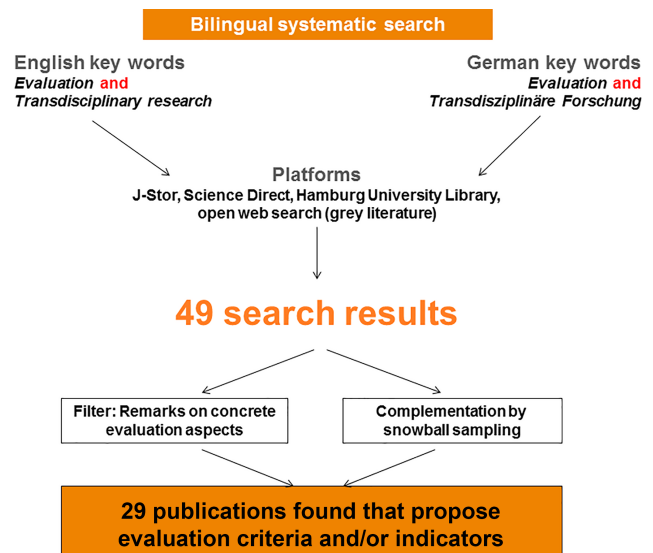 Bilingual systematic search
English key words
Evaluation and
Transdisciplinary research
German key words
Evaluation and
Transdisziplinäre Forschung
Platforms
J-Stor, Science Direct, Hamburg University Library,
open web search (grey literature)
49 search results
Filter: Remarks on concrete
evaluation aspects
Complementation by
snowball sampling
29 publications found that propose
evaluation criteria and/or indicators